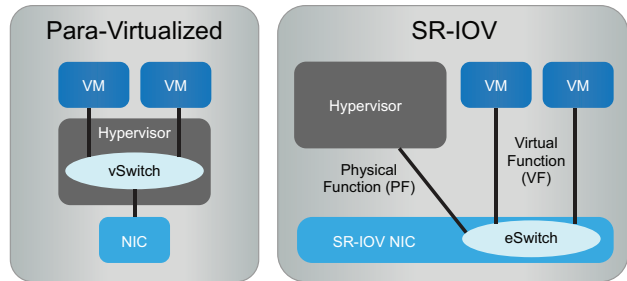 Para-Virtualized
VM
VM
Hypervisor
vSwitch
NIC
SR-IOV
Hypervisor
VM
VM
Physical
Function (PF)
Virtual
Function
(VF)
SR-IOV NIC
eSwitch